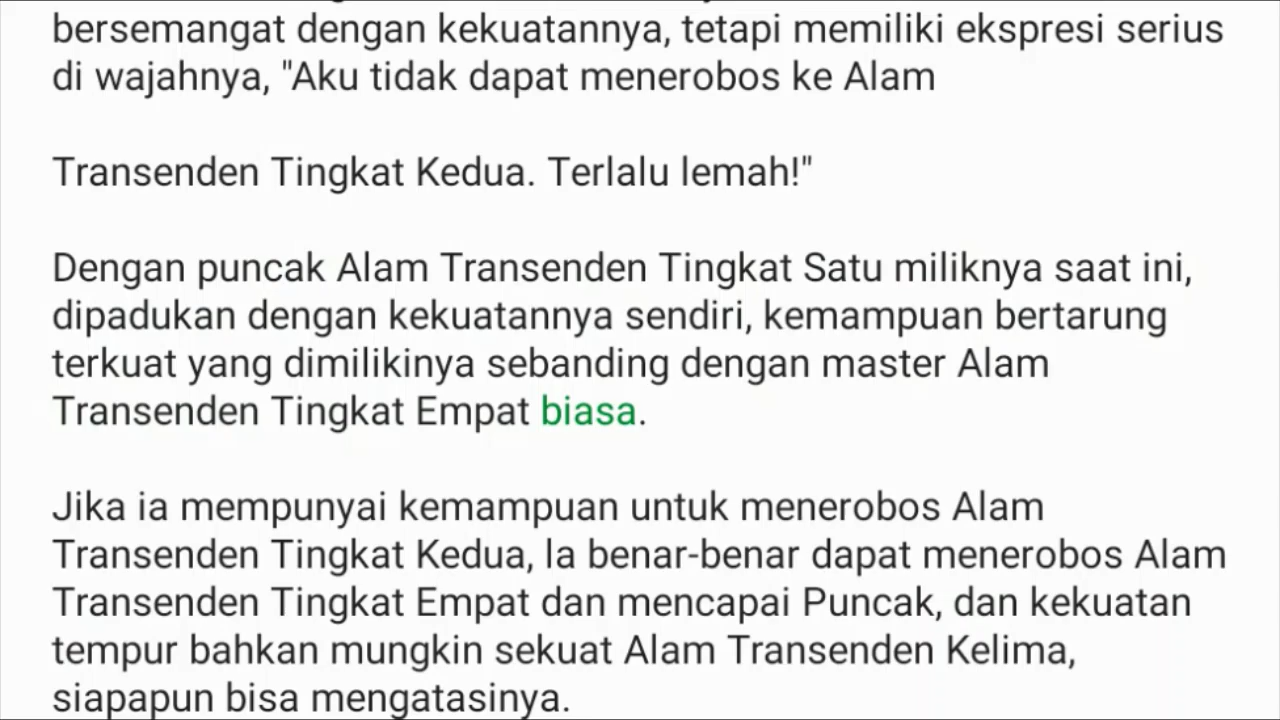 bersemangat dengan kekuatannya, tetapi memiliki ekspresi serius
di wajahnya, "Aku tidak dapat menerobos ke Alam
Transenden Tingkat Kedua. Terlalu lemah!"
Dengan puncak Alam Transenden Tingkat Satu miliknya saat ini,
dipadukan dengan kekuatannya sendiri, kemampuan bertarung
terkuat yang dimilikinya sebanding dengan master Alam
Transenden Tingkat Empat biasa.
Jika ia mempunyai kemampuan untuk menerobos Alam
Transenden Tingkat Kedua, la benar-benar dapat menerobos Alam
Transenden Tingkat Empat dan mencapai Puncak, dan kekuatan
tempur bahkan mungkin sekuat Alam Transenden Kelima,
siapapun bisa mengatasinya.